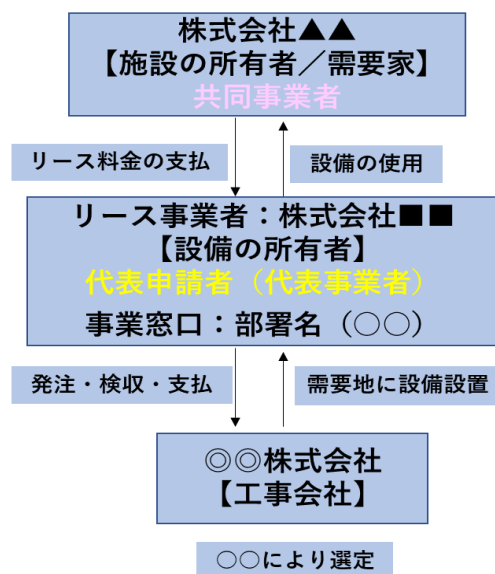 株式会社▲▲
【施設の所有者／需要家】
共同事業者
リース料金の支払
設備の使用
リース事業者：株式会社■■
【設備の所有者】
代表申請者（代表事業者）
事業窓口：部署名（○○）
発注・検収・支払
需要地に設備設置
◎◎株式会社
【工事会社】
○○により選定